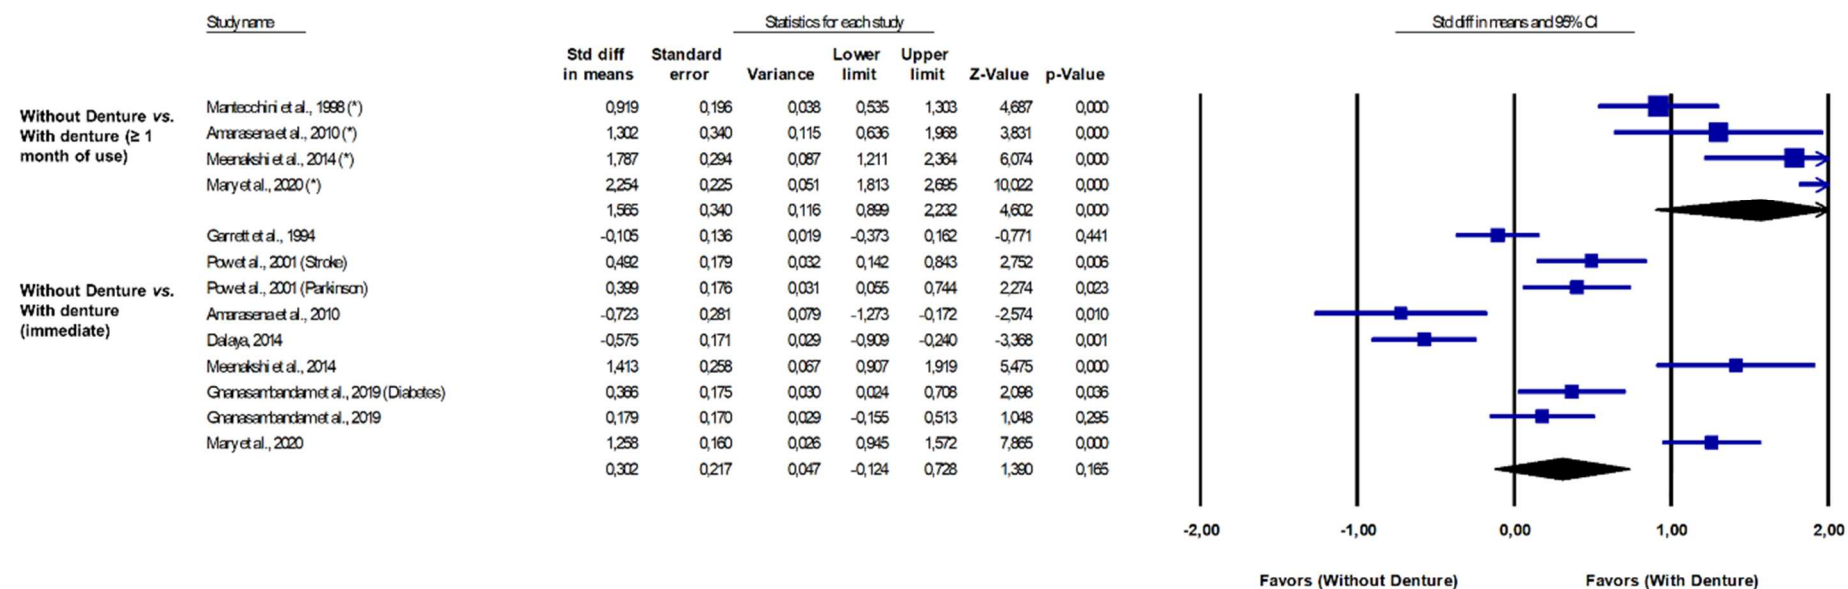 Study name Statistics for each study Std diff in means and 95% CI
Std diff in means Standard error Variance Lower limit Upper limit Z-Value p-Value
Without Denture vs. With denture (≥ 1 month of use)
Mantecchini et al., 1998 (*) 0,919 0,196 0,038 0,535 1,303 4,687 0,000
Amarasena et al., 2010 (*) 1,302 0,340 0,115 0,636 1,968 3,831 0,000
Meenakshi et al., 2014 (*) 1,787 0,294 0,087 1,211 2,364 6,074 0,000
Mary et al., 2020 (*) 2,254 0,225 0,051 1,813 2,695 10,022 0,000
1,565 0,340 0,116 0,899 2,232 4,602 0,000
Without Denture vs. With denture (immediate)
Garrett et al., 1994 -0,105 0,136 0,019 -0,373 0,162 -0,771 0,441
Pow et al., 2001 (Stroke) 0,492 0,179 0,032 0,142 0,843 2,752 0,006
Pow et al., 2001 (Parkinson) 0,399 0,176 0,031 0,055 0,744 2,274 0,023
Amarasena et al., 2010 -0,723 0,281 0,079 -1,273 -0,172 -2,574 0,010
Dalaya, 2014 -0,575 0,171 0,029 -0,909 -0,240 -3,368 0,001
Meenakshi et al., 2014 1,413 0,258 0,067 0,907 1,919 5,475 0,000
Gnanasambandam et al., 2019 (Diabetes) 0,366 0,175 0,030 0,024 0,708 2,098 0,036
Gnanasambandam et al., 2019 0,179 0,170 0,029 -0,155 0,513 1,048 0,295
Mary et al., 2020 1,258 0,160 0,026 0,945 1,572 7,865 0,000
0,302 0,217 0,047 -0,124 0,728 1,390 0,165
-2,00 -1,00 0,00 1,00 2,00
Favors (Without Denture) Favors (With Denture)